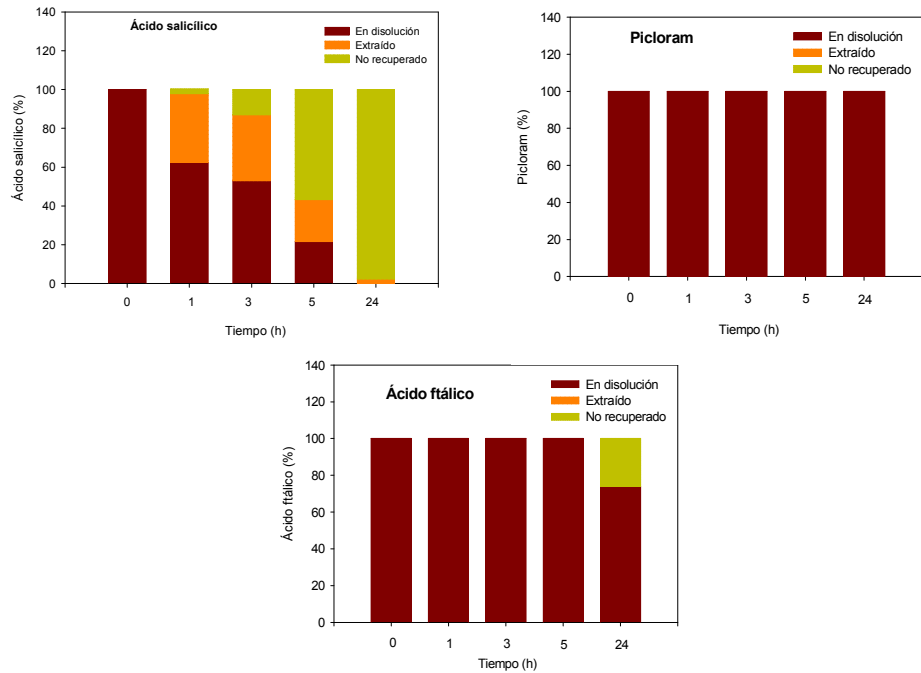 Ácido salicílico
En disolución
Extraído
No recuperado
Ácido salicílico (%)
140
120
100
80
60
40
20
0
0 1 3 5 24
Tiempo (h)
Picloram
En disolución
Extraído
No recuperado
Picloram (%)
140
120
100
80
60
40
20
0
0 1 3 5 24
Tiempo (h)
Ácido ftálico
En disolución
Extraído
No recuperado
Ácido ftálico (%)
140
120
100
80
60
40
20
0
0 1 3 5 24
Tiempo (h)